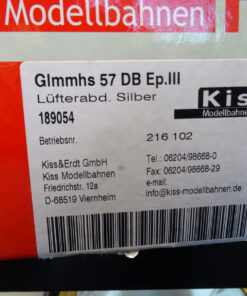 Modellbahnen
Glmmhs 57 DB Ep.III
Lüfterabd. Silber
189054
Kiss
Modellbahnen
Betriebsnr. 216 102
Kiss&Erdt GmbH
Kiss Modellbahnen
Friedrichstr. 12a
D-68519 Viernheim
Tel.: 06204/98668-0
Fax: 06204/98668-29
e-mail:
info@kiss-modellbahnen.de